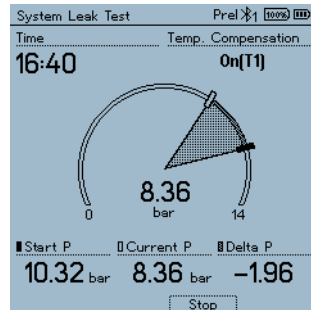 System Leak Test Prel 1 100%
Time Temp. Compensation
16:40 On(T1)
8.36
bar
0 14
Start P Current P Delta P
10.32 bar 8.36 bar -1.96
Stop